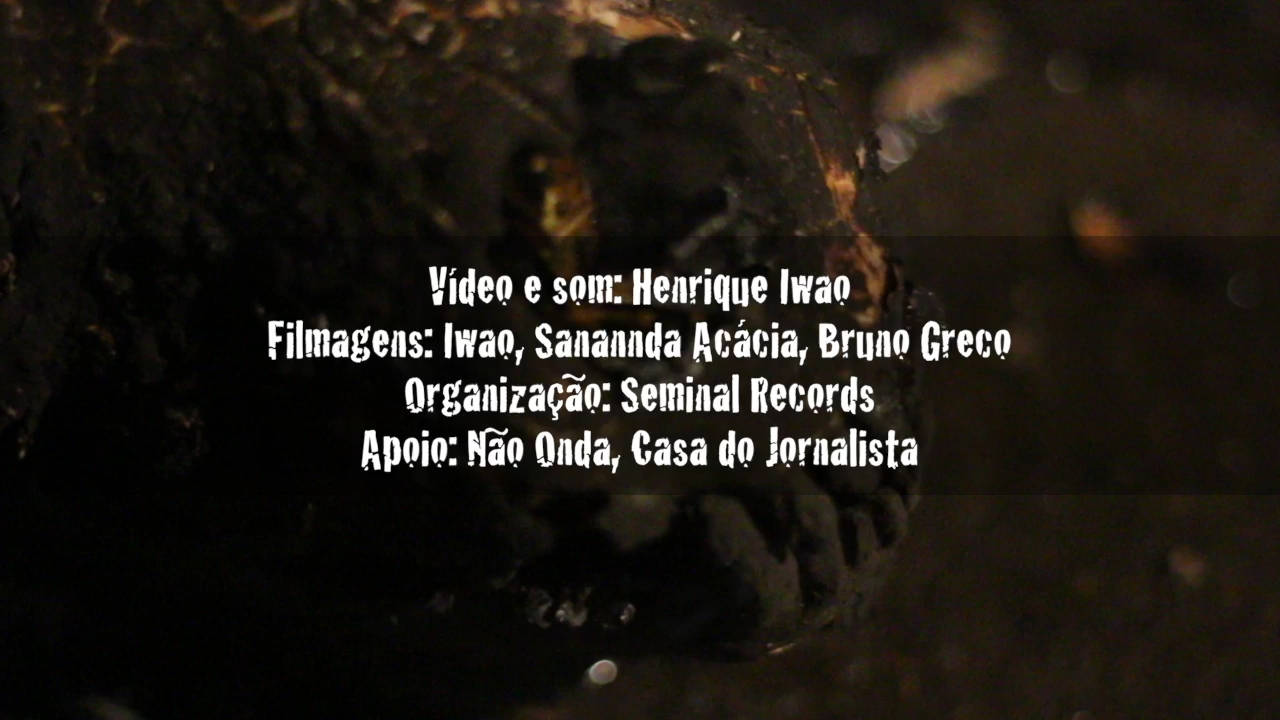 Vídeo e som: Henrique Iwao
Filmagens: Iwao, Sanannda Acácia, Bruno Greco
Organização: Seminal Records
Apoio: Não Onda, Casa do Jornalista